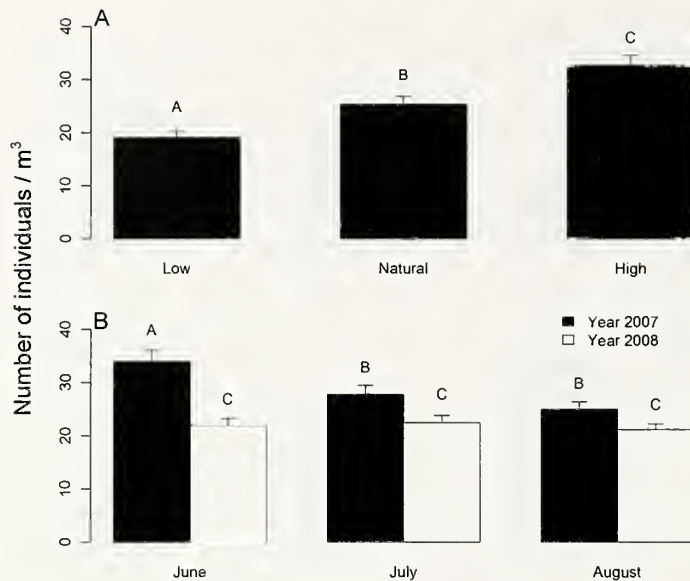 Number of individuals / m³
A
40
30
20
10
0
A
B
C
Low
Natural
High
B
40
30
20
10
0
Year 2007
Year 2008
A
C
B
C
B
C
June
July
August